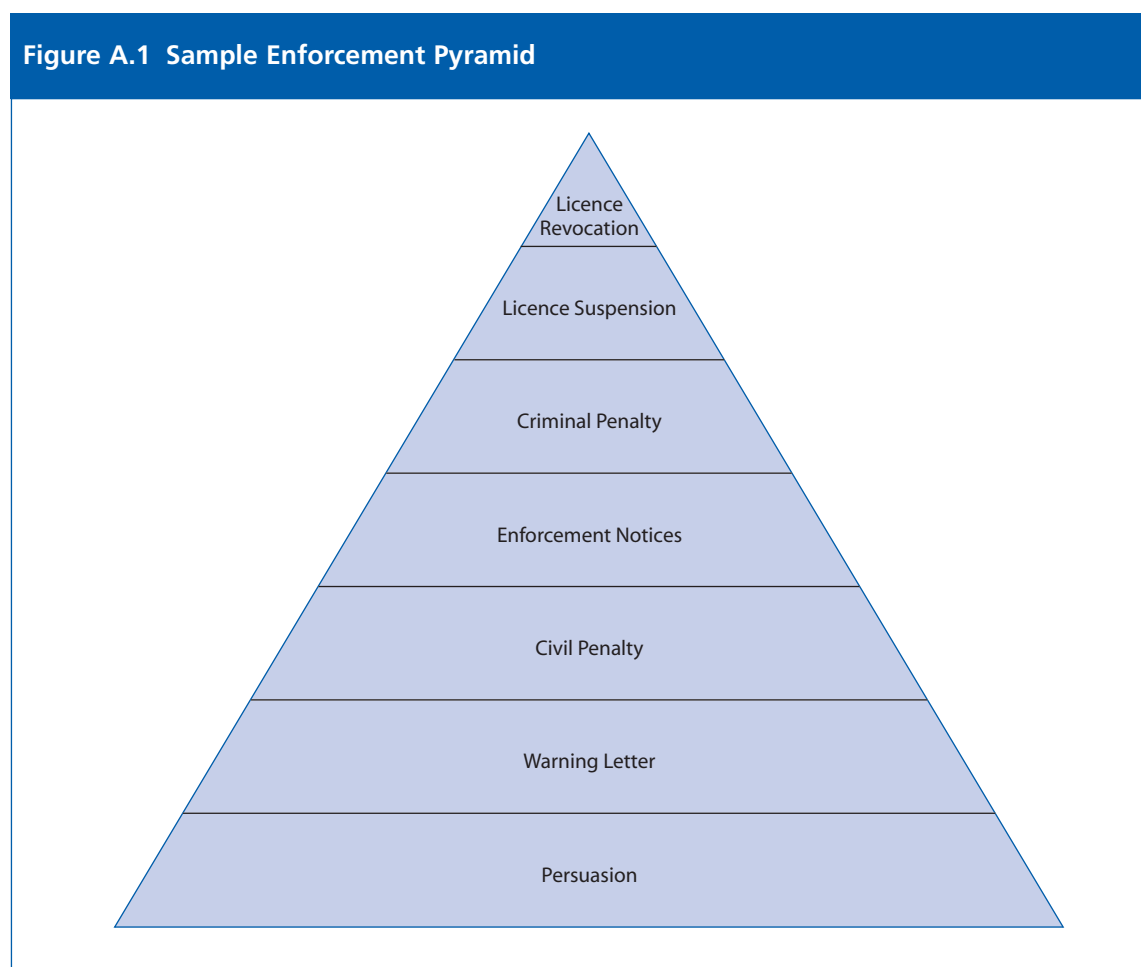 Figure A.1 Sample Enforcement Pyramid
Licence
Revocation
Licence Suspension
Criminal Penalty
Enforcement Notices
Civil Penalty
Warning Letter
Persuasion